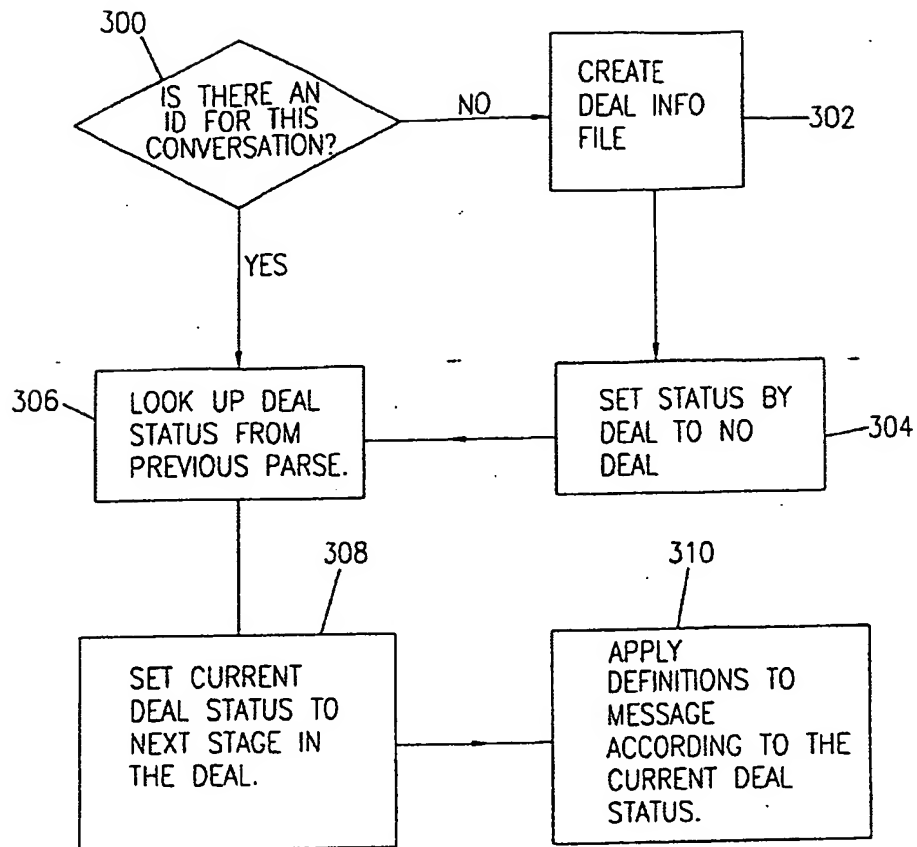 300
IS THERE AN
ID FOR THIS
CONVERSATION?
NO
CREATE
DEAL INFO
FILE
302
YES
306
LOOK UP DEAL
STATUS FROM
PREVIOUS PARSE.
SET STATUS BY
DEAL TO NO
DEAL
304
308
SET CURRENT
DEAL STATUS TO
NEXT STAGE IN
THE DEAL.
310
APPLY
DEFINITIONS TO
MESSAGE
ACCORDING TO THE
CURRENT DEAL
STATUS.